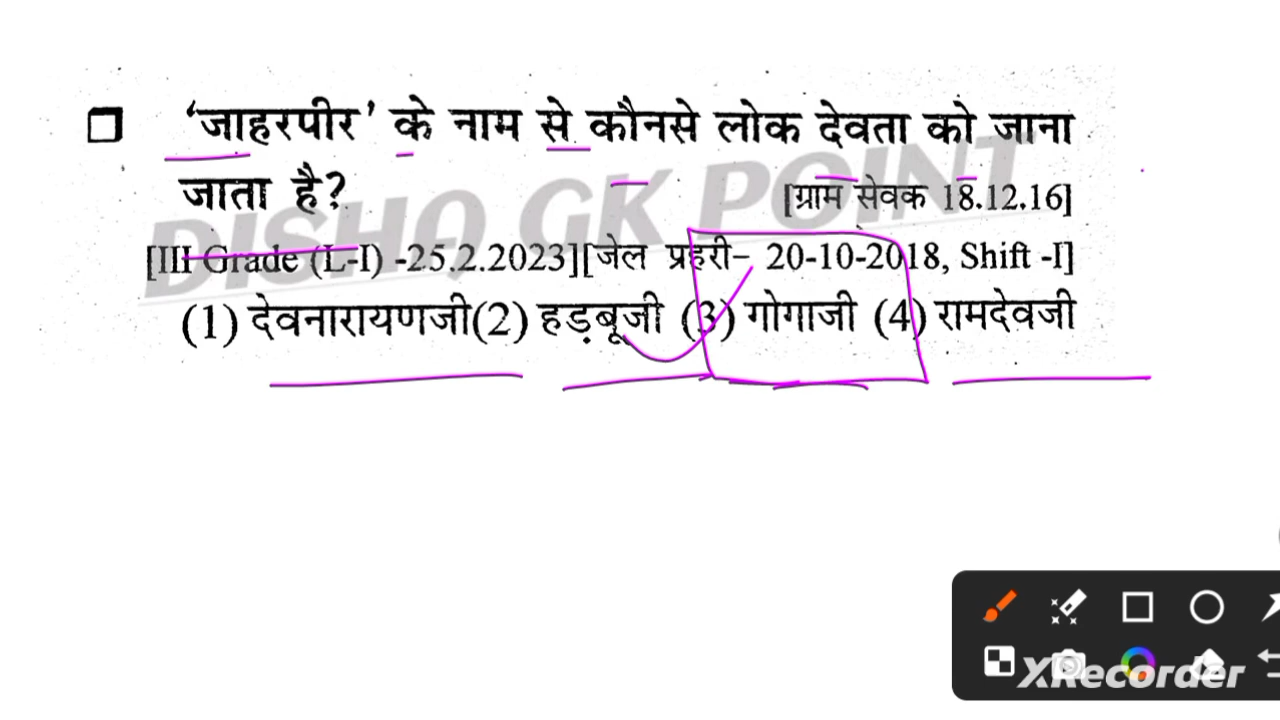 'जाहरपीर' के नाम से कौनसे लोक देवता को जाना
जाता है?
[ग्राम सेवक 18.12.16]
[III Grade (L-I) -25.2.2023][जेल प्रहरी- 20-10-2018, Shift -I]
(1) देवनारायणजी(2) हड़बूजी (3) गोगाजी (4) रामदेवजी
DISHA GK POINT
XRecorder